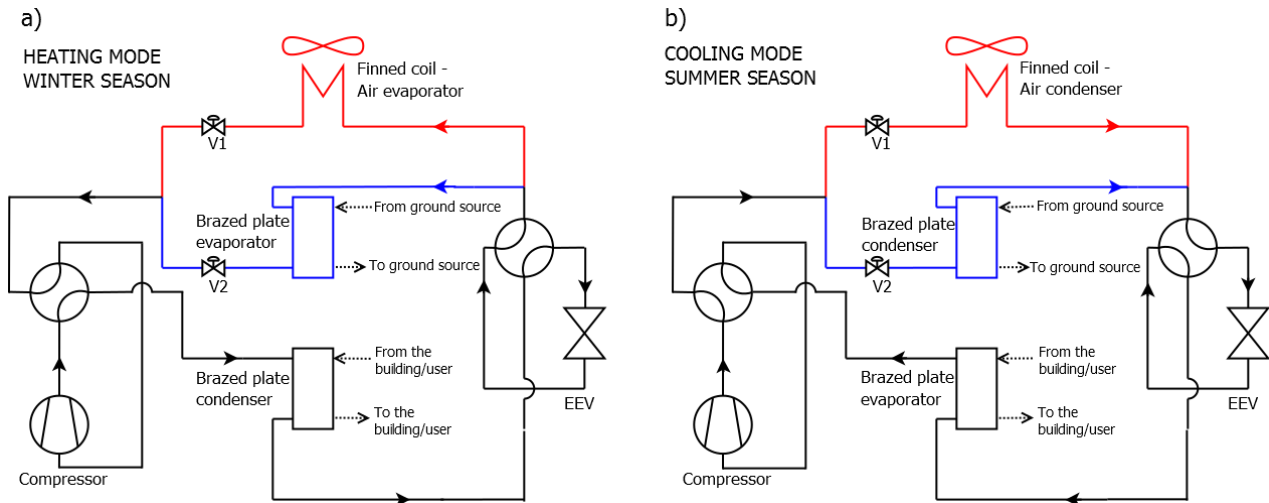 a)
HEATING MODE
WINTER SEASON
Finned coil -
Air evaporator
V1
Brazed plate
evaporator
From ground source
To ground source
V2
From the
building/user
Brazed plate
condenser
To the
building/user
EEV
Compressor
b)
COOLING MODE
SUMMER SEASON
Finned coil -
Air condenser
V1
Brazed plate
condenser
From ground source
To ground source
V2
From the
building/user
Brazed plate
evaporator
To the
building/user
EEV
Compressor